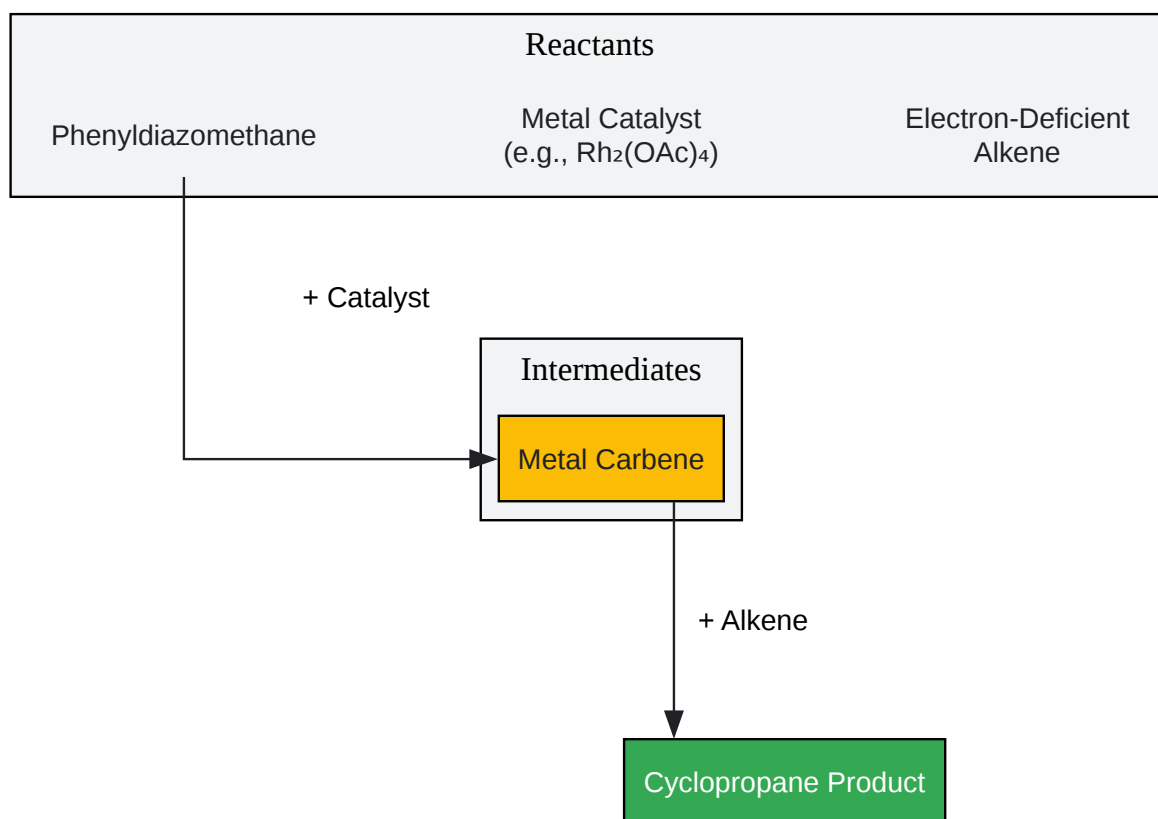 Reactants
Phenyldiazomethane
Metal Catalyst
(e.g., Rh₂(OAc)₄)
Electron-Deficient
Alkene
+ Catalyst
Intermediates
Metal Carbene
+ Alkene
Cyclopropane Product